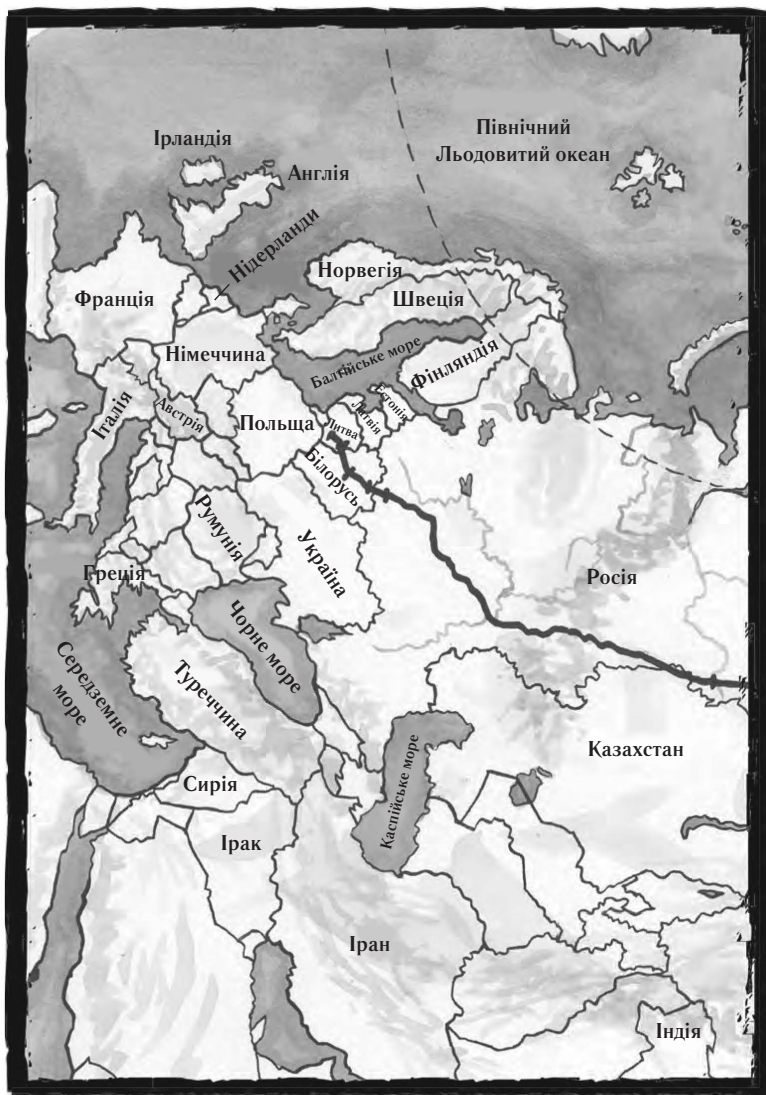 Північний
Льодовитий океан
Ірландія
Англія
Нідерланди
Норвегія
Франція
Швеція
Німеччина
Балтійське море
Фінляндія
Естонія
Латвія
Литва
Італія
Австрія
Польща
Білорусь
Румунія
Україна
Греція
Росія
Чорне море
Середземне
море
Туреччина
Казахстан
Каспійське море
Сирія
Ірак
Іран
Індія